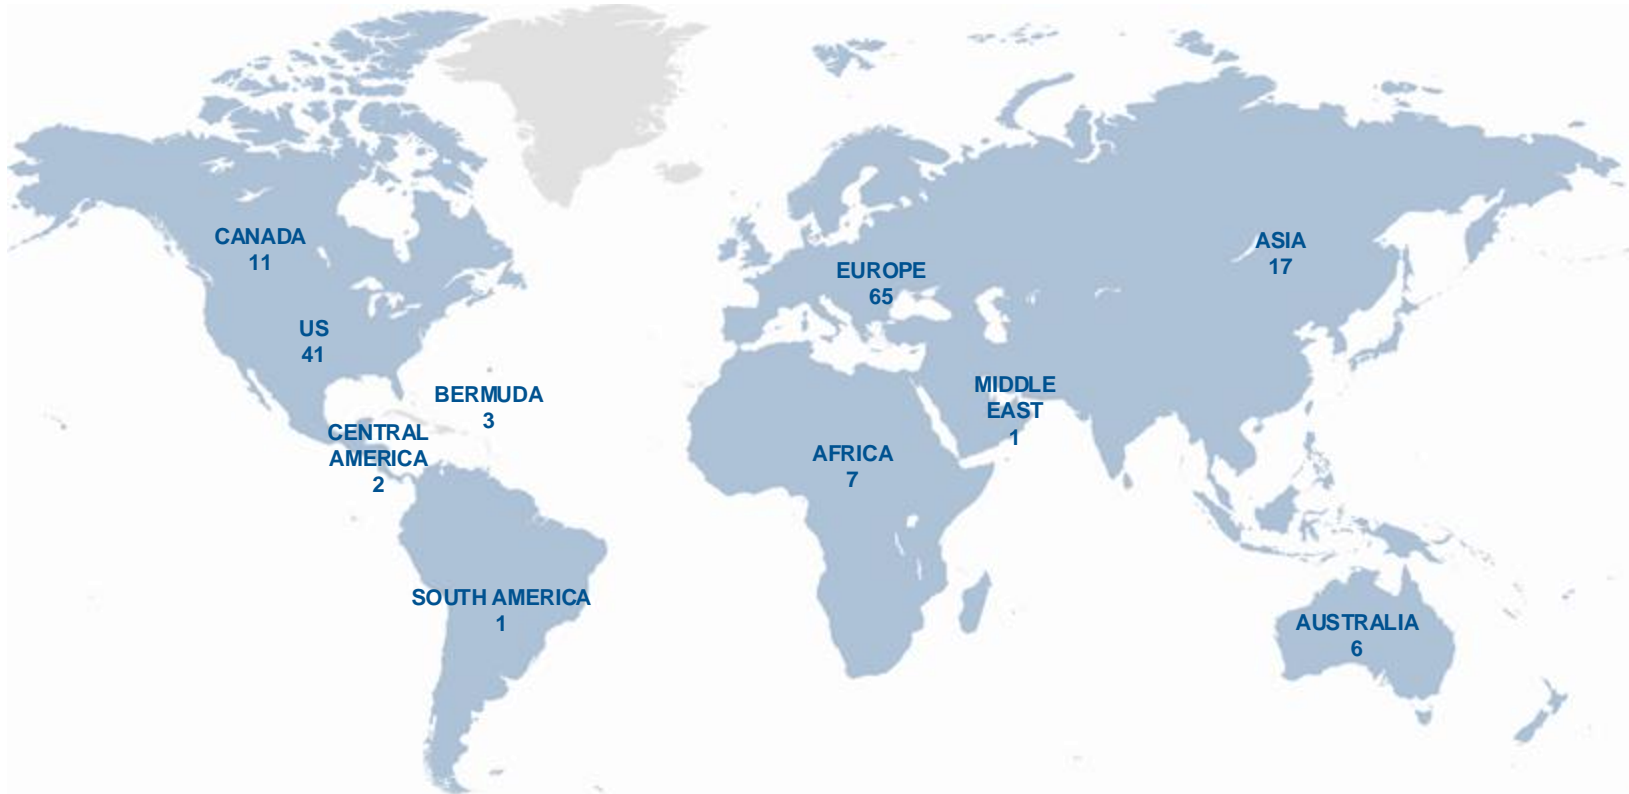 CANADA
11
US
41
BERMUDA
3
CENTRAL
AMERICA
2
SOUTH AMERICA
1
EUROPE
65
MIDDLE
EAST
1
AFRICA
7
ASIA
17
AUSTRALIA
6